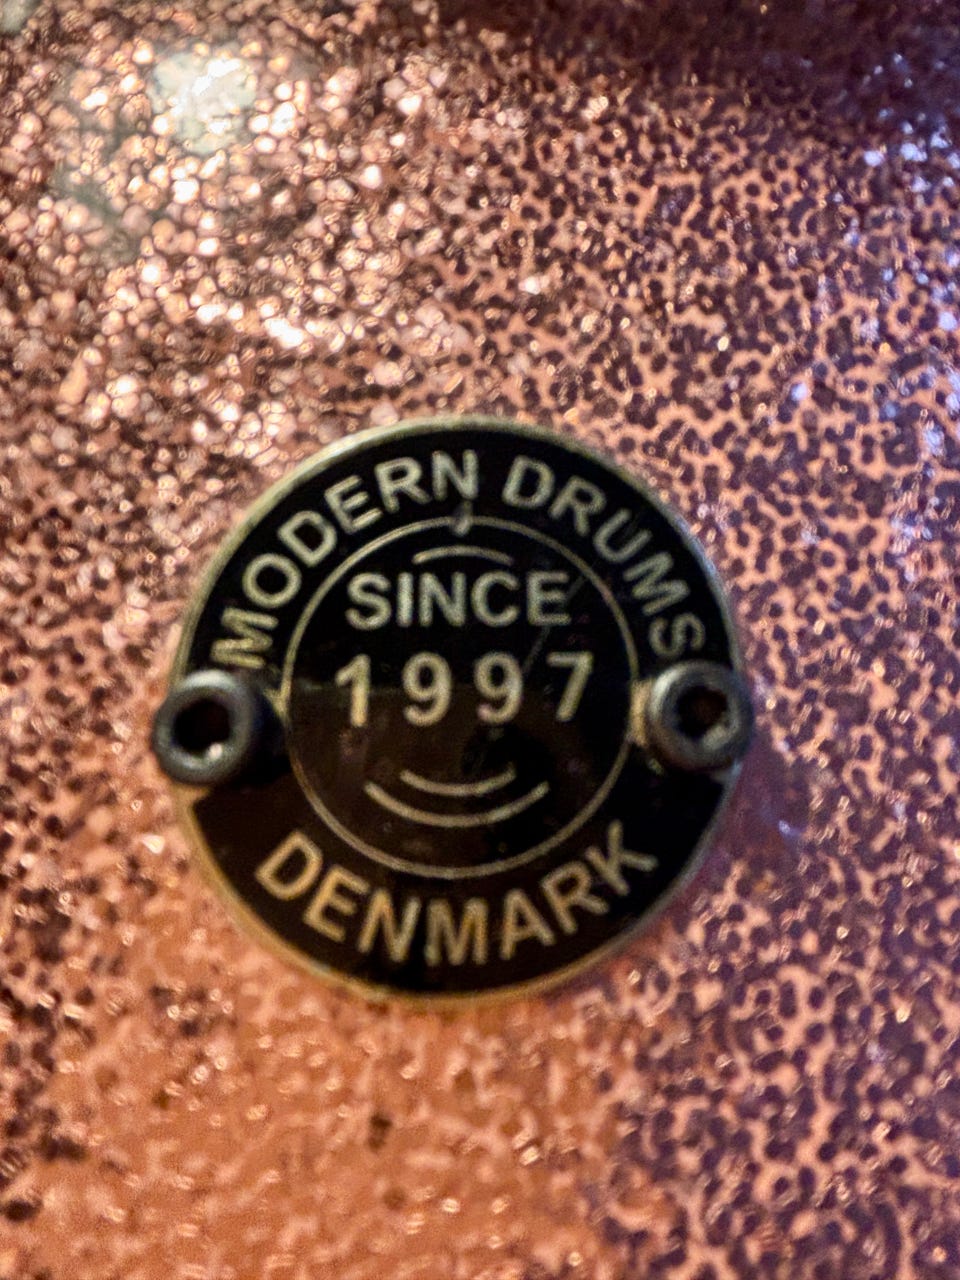 MODERN DRUMS
SINCE
1997
DENMARK